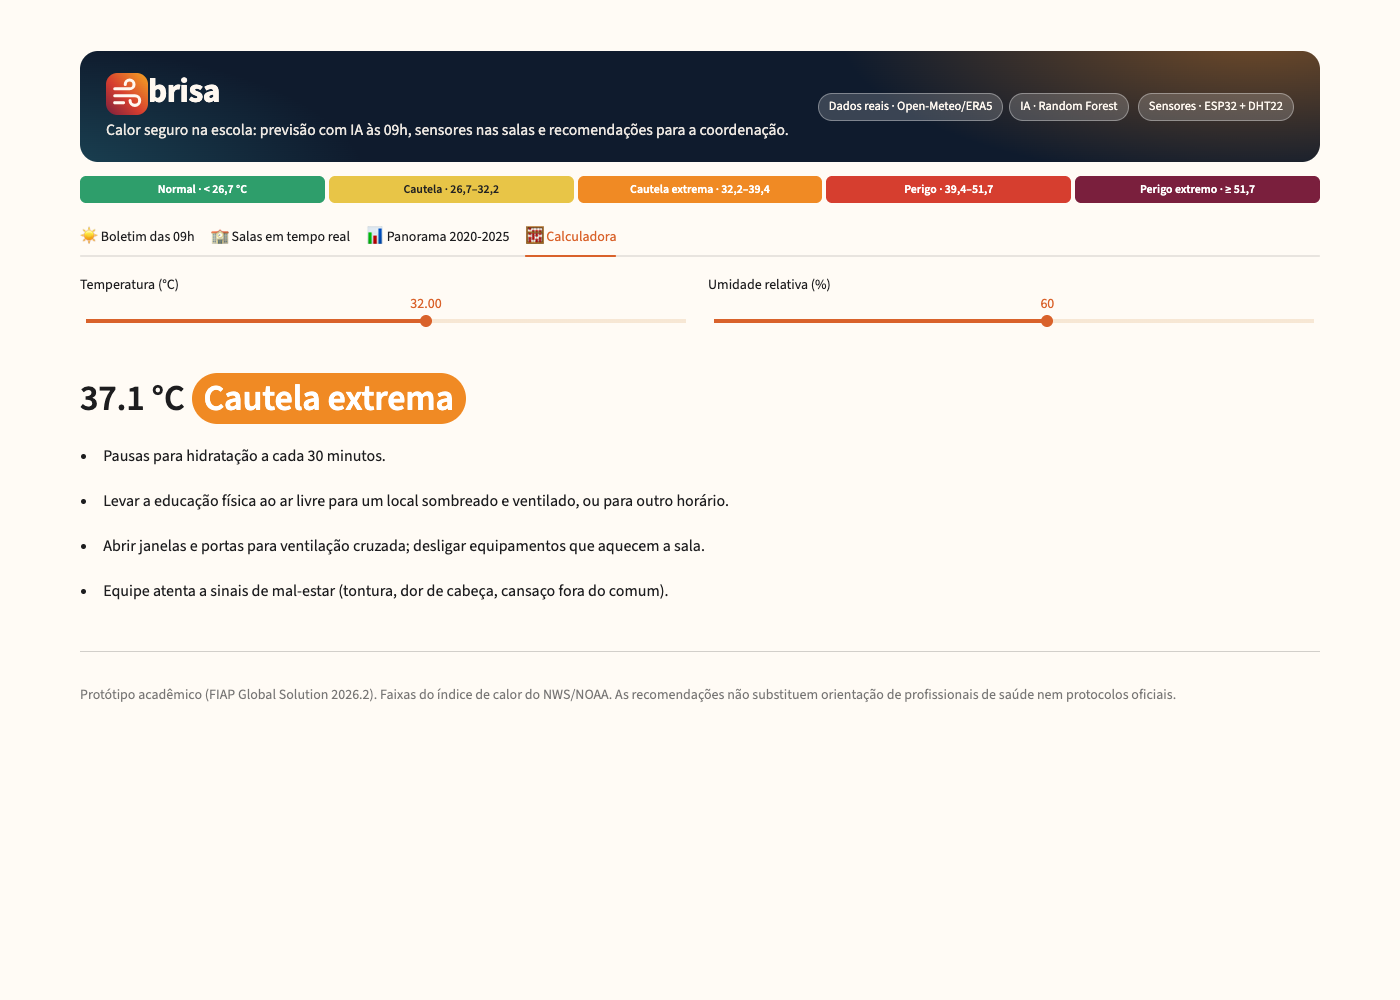 brisa
Calor seguro na escola: previsão com IA às 09h, sensores nas salas e recomendações para a coordenação.
Dados reais · Open-Meteo/ERA5
IA · Random Forest
Sensores · ESP32 + DHT22
Normal · < 26,7 °C
Cautela · 26,7–32,2
Cautela extrema · 32,2–39,4
Perigo · 39,4–51,7
Perigo extremo · ≥ 51,7
Boletim das 09h
Salas em tempo real
Panorama 2020-2025
Calculadora
Temperatura (°C)
32.00
Umidade relativa (%)
60
37.1 °C Cautela extrema
• Pausas para hidratação a cada 30 minutos.
• Levar a educação física ao ar livre para um local sombreado e ventilado, ou para outro horário.
• Abrir janelas e portas para ventilação cruzada; desligar equipamentos que aquecem a sala.
• Equipe atenta a sinais de mal-estar (tontura, dor de cabeça, cansaço fora do comum).
Protótipo acadêmico (FIAP Global Solution 2026.2). Faixas do índice de calor do NWS/NOAA. As recomendações não substituem orientação de profissionais de saúde nem protocolos oficiais.